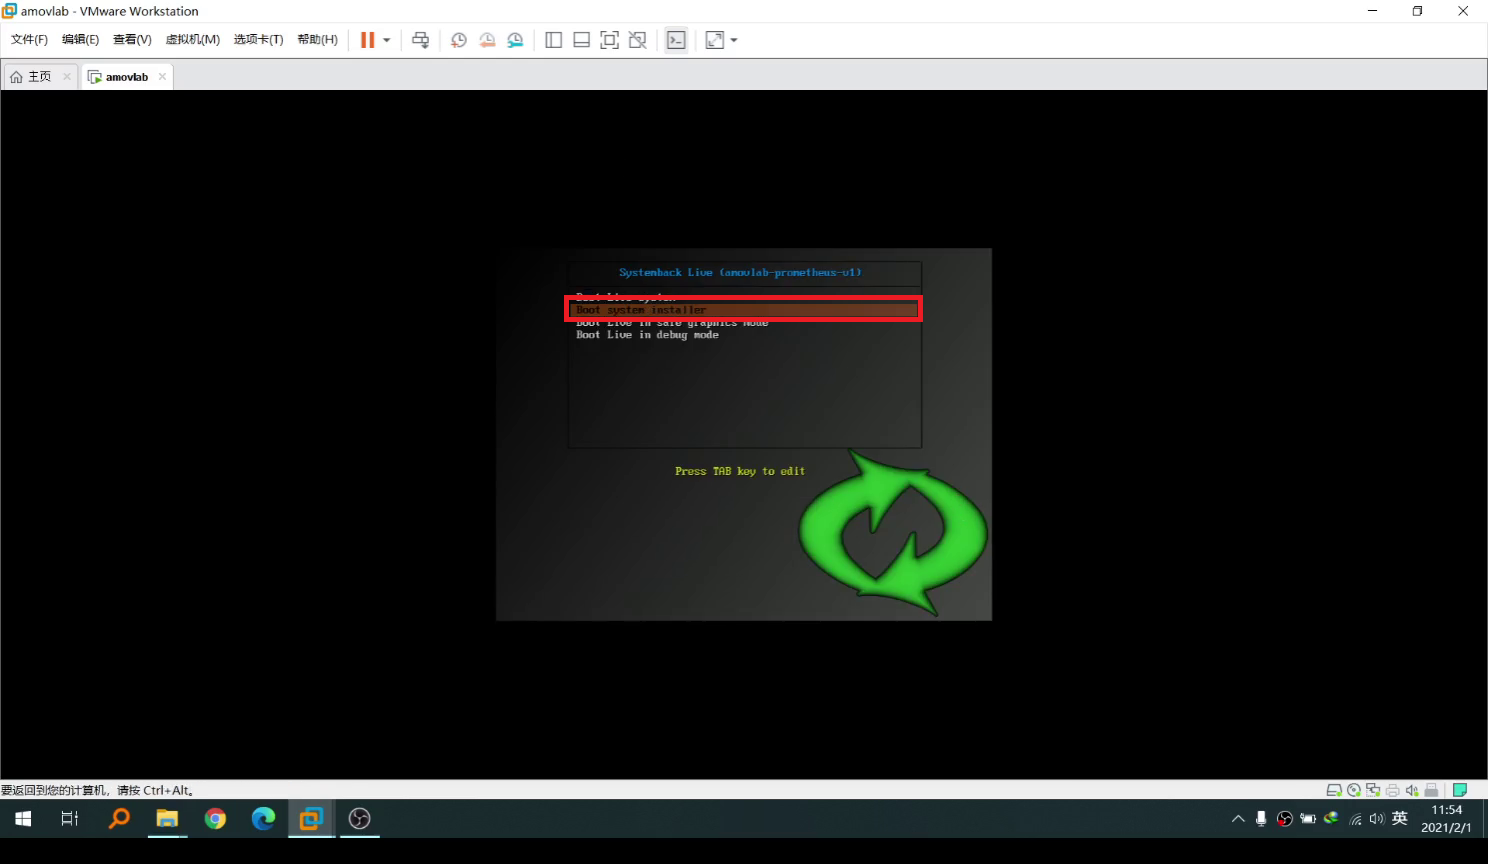 amovlab - VMware Workstation
文件(F) 编辑(E) 查看(V) 虚拟机(M) 选项卡(T) 帮助(H)
主页 amovlab
Systemback Live (amovlab-prometheus-v1)
Boot Live system
Boot system installer
Boot Live in safe graphics mode
Boot Live in debug mode
Press TAB key to edit
要返回到您的计算机，请按 Ctrl+Alt。
英
11:54
2021/2/1